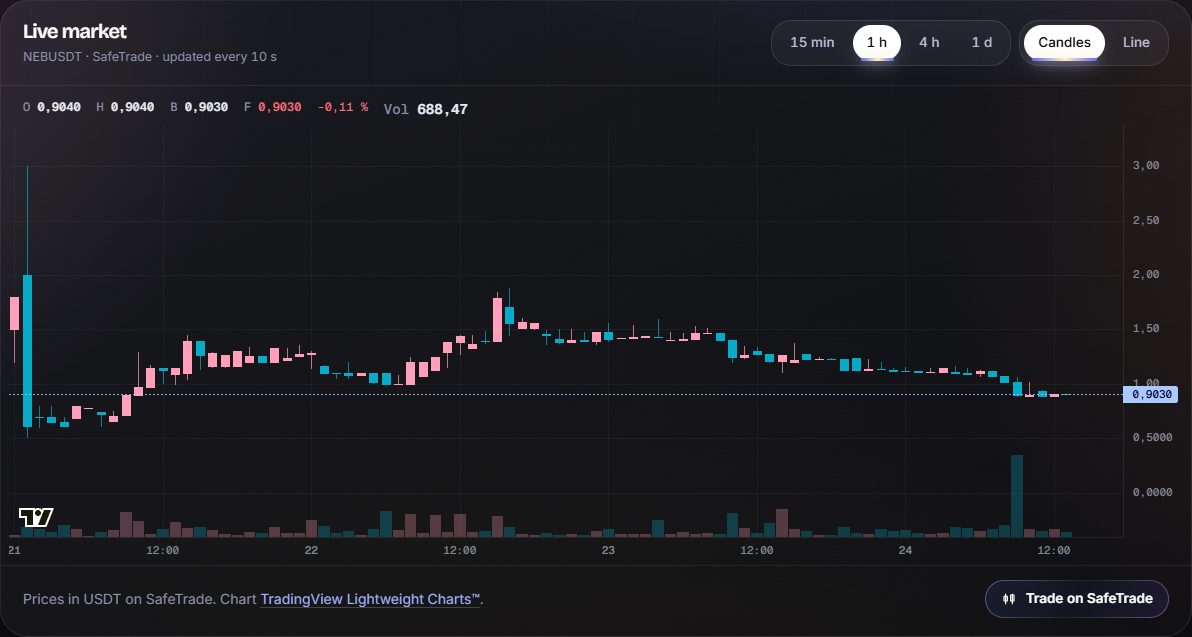 Live market
NEBUSDT · SafeTrade · updated every 10 s
15 min 1 h 4 h 1 d Candles Line
O 0,9040 H 0,9040 B 0,9030 F 0,9030 -0,11 % Vol 688,47
3,00
2,50
2,00
1,50
1,00
0,9030
0,5000
0,0000
21 12:00 22 12:00 23 12:00 24 12:00
Prices in USDT on SafeTrade. Chart TradingView Lightweight Charts™.
Trade on SafeTrade